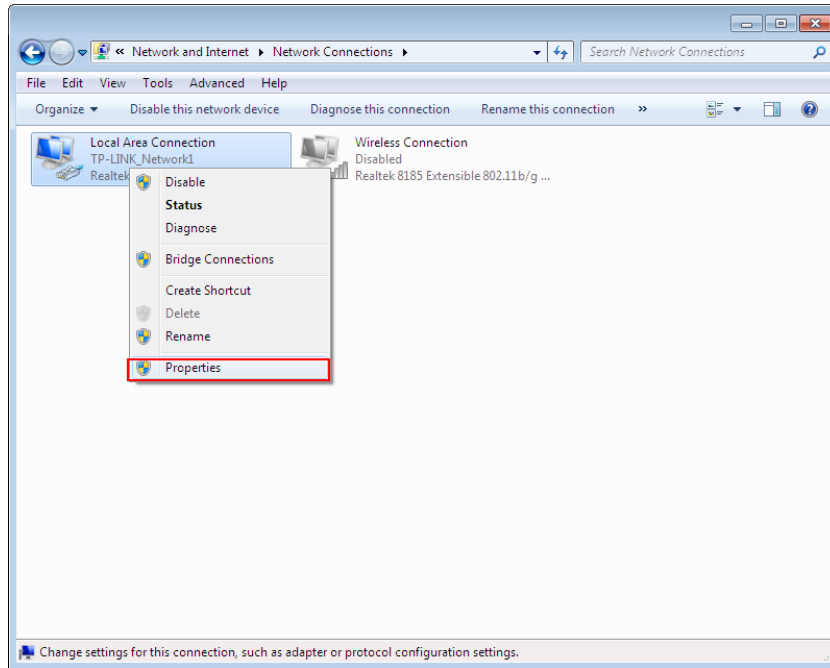 « Network and Internet ▸ Network Connections ▸
Search Network Connections
File Edit View Tools Advanced Help
Organize Disable this network device Diagnose this connection Rename this connection »
Local Area Connection
TP-LINK_Network1
Realtek
Wireless Connection
Disabled
Realtek 8185 Extensible 802.11b/g ...
Disable
Status
Diagnose
Bridge Connections
Create Shortcut
Delete
Rename
Properties
Change settings for this connection, such as adapter or protocol configuration settings.